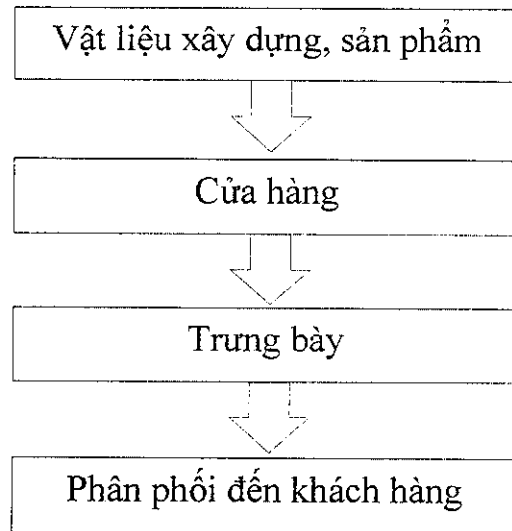 Vật liệu xây dựng, sản phẩm
Cửa hàng
Trưng bày
Phân phối đến khách hàng